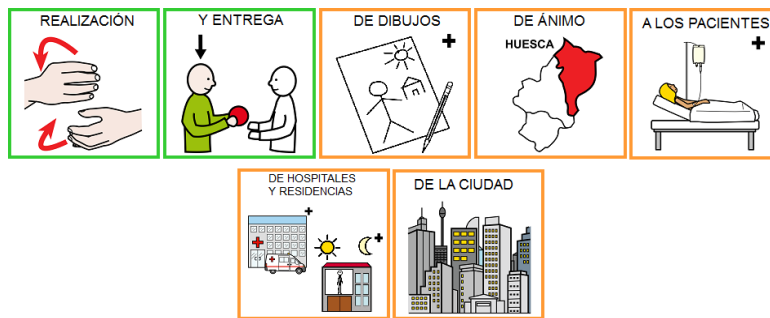 REALIZACIÓN
Y ENTREGA
DE DIBUJOS
DE ÁNIMO
HUESCA
A LOS PACIENTES
DE HOSPITALES
Y RESIDENCIAS
DE LA CIUDAD